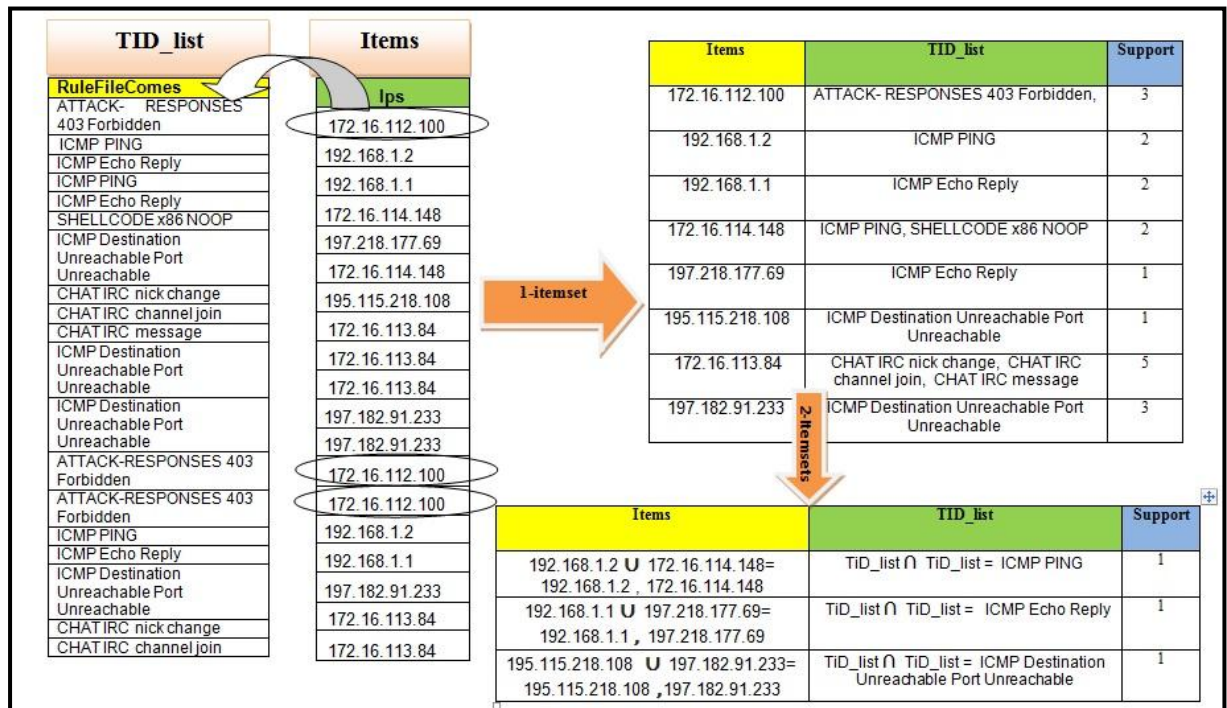 TID_list
RuleFileComes
ATTACK- RESPONSES
403 Forbidden
ICMP PING
ICMP Echo Reply
ICMP PING
ICMP Echo Reply
SHELLCODE x86 NOOP
ICMP Destination
Unreachable Port
Unreachable
CHAT IRC nick change
CHAT IRC channel join
CHAT IRC message
ICMP Destination
Unreachable Port
Unreachable
ICMP Destination
Unreachable Port
Unreachable
ATTACK-RESPONSES 403
Forbidden
ATTACK-RESPONSES 403
Forbidden
ICMP PING
ICMP Echo Reply
ICMP Destination
Unreachable Port
Unreachable
CHAT IRC nick change
CHAT IRC channel join
Items
Ips
172.16.112.100
192.168.1.2
192.168.1.1
172.16.114.148
197.218.177.69
172.16.114.148
195.115.218.108
172.16.113.84
172.16.113.84
172.16.113.84
197.182.91.233
197.182.91.233
172.16.112.100
172.16.112.100
192.168.1.2
192.168.1.1
197.182.91.233
172.16.113.84
172.16.113.84
1-itemset
Items TID_list Support
172.16.112.100 ATTACK- RESPONSES 403 Forbidden, 3
192.168.1.2 ICMP PING 2
192.168.1.1 ICMP Echo Reply 2
172.16.114.148 ICMP PING, SHELLCODE x86 NOOP 2
197.218.177.69 ICMP Echo Reply 1
195.115.218.108 ICMP Destination Unreachable Port 1
Unreachable
172.16.113.84 CHAT IRC nick change, CHAT IRC 5
channel join, CHAT IRC message
197.182.91.233 ICMP Destination Unreachable Port 3
Unreachable
2-Itemsets
Items TID_list Support
192.168.1.2 U 172.16.114.148= TiD_list ∩ TiD_list = ICMP PING 1
192.168.1.2 , 172.16.114.148
192.168.1.1 U 197.218.177.69= TiD_list ∩ TiD_list = ICMP Echo Reply 1
192.168.1.1 , 197.218.177.69
195.115.218.108 U 197.182.91.233= TiD_list ∩ TiD_list = ICMP Destination 1
195.115.218.108 ,197.182.91.233 Unreachable Port Unreachable